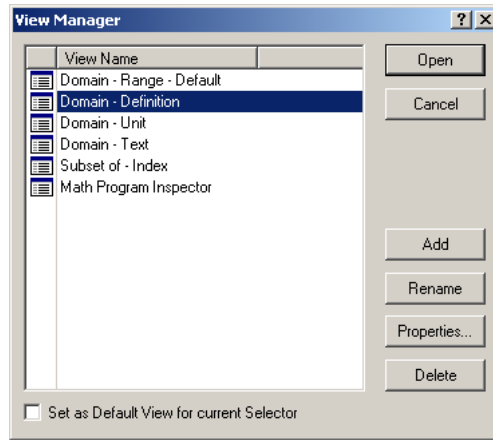 View Manager
View Name
Domain - Range - Default
Domain - Definition
Domain - Unit
Domain - Text
Subset of - Index
Math Program Inspector
Open
Cancel
Add
Rename
Properties...
Delete
Set as Default View for current Selector